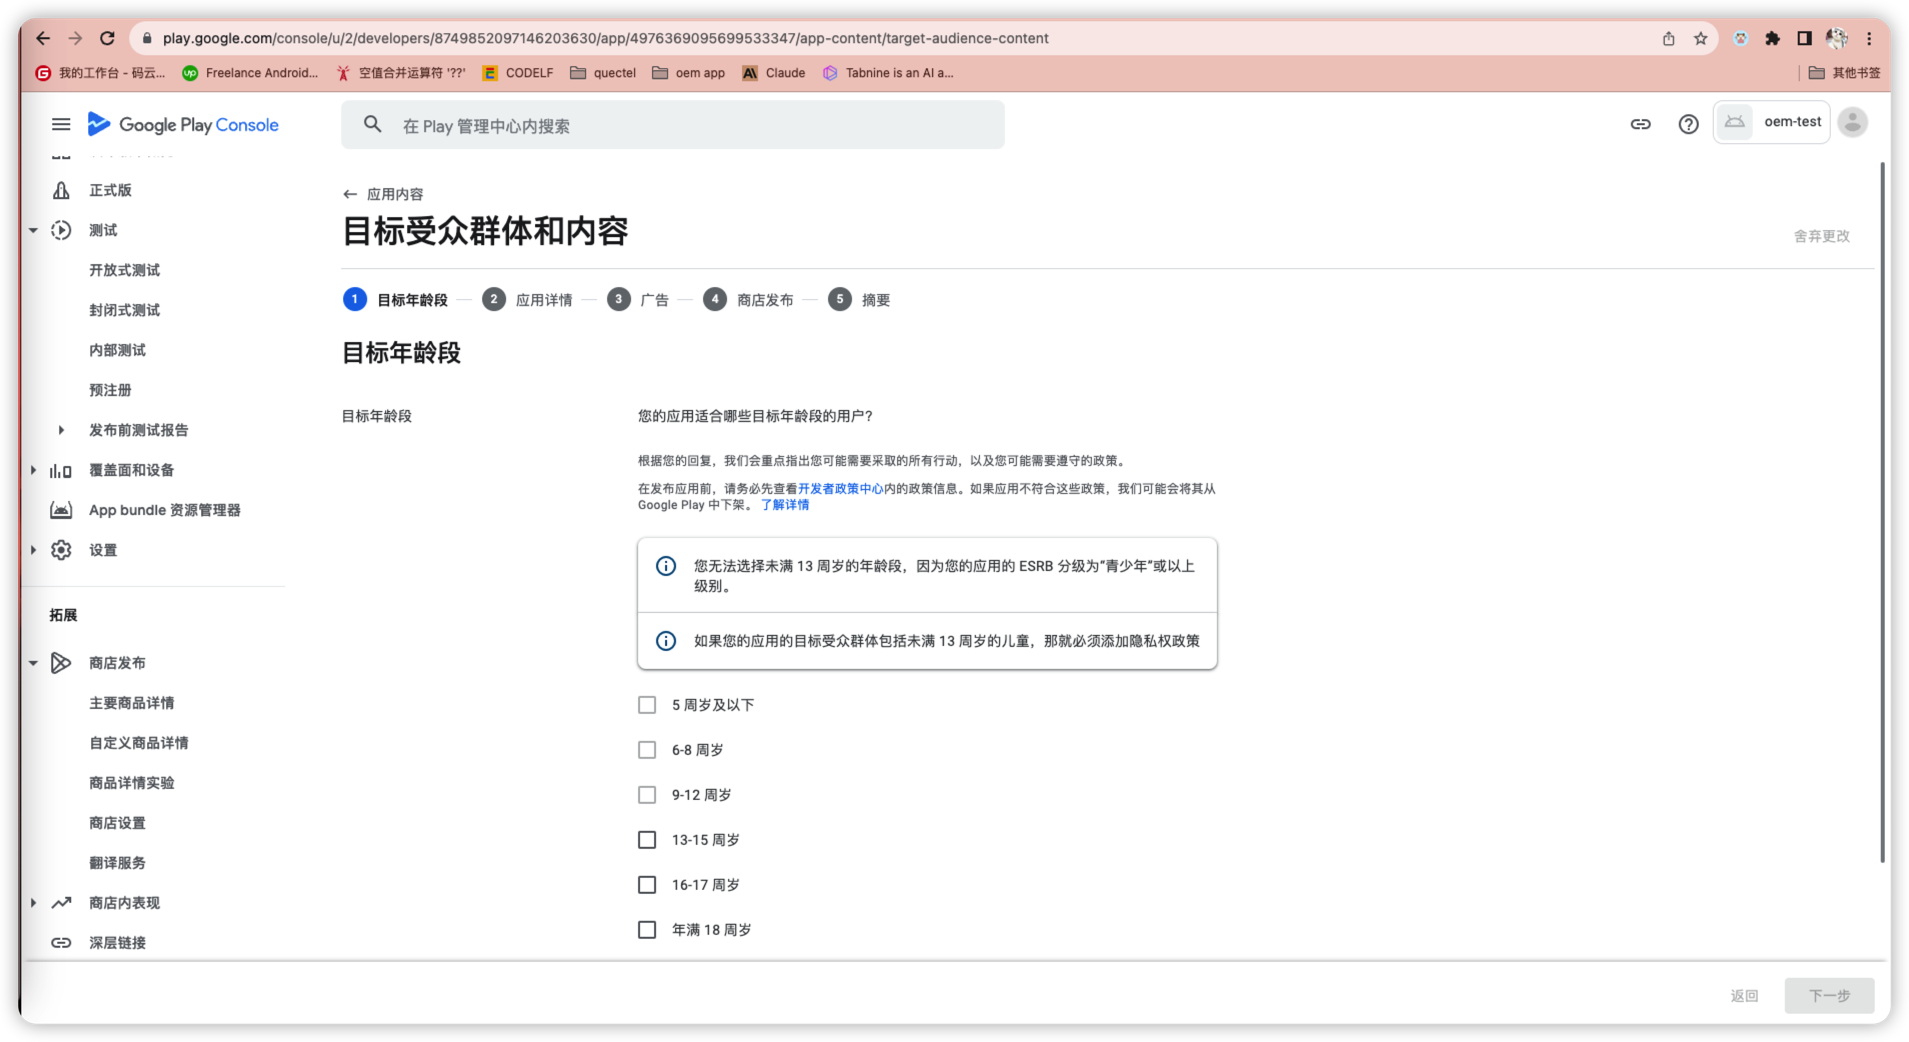 play.google.com/console/u/2/developers/8749852097146203630/app/4976369095699533347/app-content/target-audience-content
我的工作台 - 码云...
Freelance Android...
空值合并运算符 '??'
CODELF
quectel
oem app
Claude
Tabnine is an AI a...
其他书签
Google Play Console
在 Play 管理中心内搜索
oem-test
正式版
测试
开放式测试
封闭式测试
内部测试
预注册
发布前测试报告
覆盖面和设备
App bundle 资源管理器
设置
拓展
商店发布
主要商品详情
自定义商品详情
商品详情实验
商店设置
翻译服务
商店内表现
深层链接
应用内容
目标受众群体和内容
舍弃更改
1 目标年龄段
2 应用详情
3 广告
4 商店发布
5 摘要
目标年龄段
目标年龄段
您的应用适合哪些目标年龄段的用户?
根据您的回复，我们会重点指出您可能需要采取的所有行动，以及您可能需要遵守的政策。
在发布应用前，请务必先查看开发者政策中心内的政策信息。如果应用不符合这些政策，我们可能会将其从
Google Play 中下架。 了解详情
您无法选择未满 13 周岁的年龄段，因为您的应用的 ESRB 分级为“青少年”或以上
级别。
如果您的应用的目标受众群体包括未满 13 周岁的儿童，那就必须添加隐私权政策
5 周岁及以下
6-8 周岁
9-12 周岁
13-15 周岁
16-17 周岁
年满 18 周岁
返回
下一步